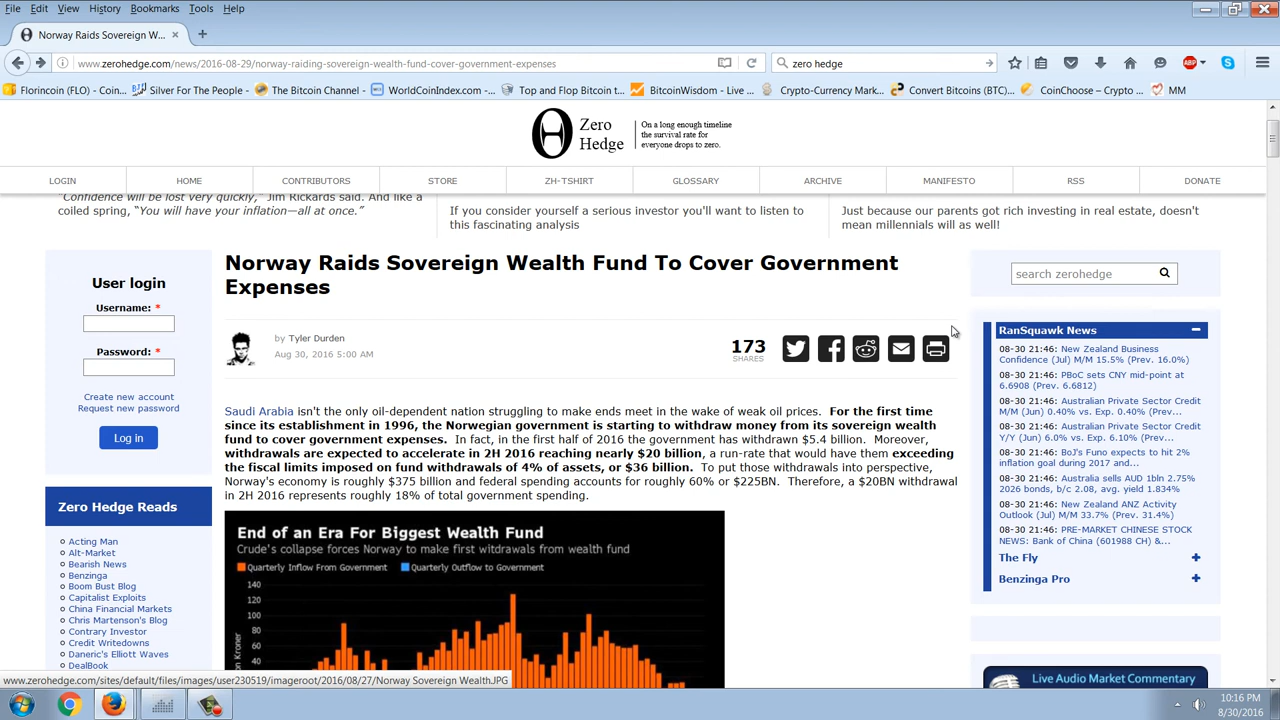 File Edit View History Bookmarks Tools Help
Norway Raids Sovereign W...
www.zerohedge.com/news/2016-08-29/norway-raiding-sovereign-wealth-fund-cover-government-expenses
zero hedge
ABP
Florincoin (FLO) - Coin... Silver For The People - ... The Bitcoin Channel - ... WorldCoinIndex.com -... Top and Flop Bitcoin t... BitcoinWisdom - Live ... Crypto-Currency Mark... Convert Bitcoins (BTC)... CoinChoose – Crypto ... MM
Zero
Hedge
On a long enough timeline
the survival rate for
everyone drops to zero.
LOGIN HOME CONTRIBUTORS STORE ZH-TSHIRT GLOSSARY ARCHIVE MANIFESTO RSS DONATE
"Confidence will be lost very quickly," Jim Rickards said. And like a
coiled spring, "You will have your inflation—all at once."
If you consider yourself a serious investor you'll want to listen to
this fascinating analysis
Just because our parents got rich investing in real estate, doesn't
mean millennials will as well!
User login
Username: *
Password: *
Create new account
Request new password
Log in
Zero Hedge Reads
Acting Man
Alt-Market
Bearish News
Benzinga
Boom Bust Blog
Capitalist Exploits
China Financial Markets
Chris Martenson's Blog
Contrary Investor
Credit Writedowns
Daneric's Elliott Waves
DealBook
Norway Raids Sovereign Wealth Fund To Cover Government
Expenses
by Tyler Durden
Aug 30, 2016 5:00 AM
173
SHARES
Saudi Arabia isn't the only oil-dependent nation struggling to make ends meet in the wake of weak oil prices. For the first time
since its establishment in 1996, the Norwegian government is starting to withdraw money from its sovereign wealth
fund to cover government expenses. In fact, in the first half of 2016 the government has withdrawn $5.4 billion. Moreover,
withdrawals are expected to accelerate in 2H 2016 reaching nearly $20 billion, a run-rate that would have them exceeding
the fiscal limits imposed on fund withdrawals of 4% of assets, or $36 billion. To put those withdrawals into perspective,
Norway's economy is roughly $375 billion and federal spending accounts for roughly 60% or $225BN. Therefore, a $20BN withdrawal
in 2H 2016 represents roughly 18% of total government spending.
End of an Era For Biggest Wealth Fund
Crude's collapse forces Norway to make first witdrawals from wealth fund
Quarterly Inflow From Government Quarterly Outflow to Government
140
120
100
80
60
40
on Kroner
search zerohedge
RanSquawk News
08-30 21:46: New Zealand Business
Confidence (Jul) M/M 15.5% (Prev. 16.0%)
08-30 21:46: PBoC sets CNY mid-point at
6.6908 (Prev. 6.6812)
08-30 21:46: Australian Private Sector Credit
M/M (Jun) 0.40% vs. Exp. 0.40% (Prev...
08-30 21:46: Australian Private Sector Credit
Y/Y (Jun) 6.0% vs. Exp. 6.10% (Prev...
08-30 21:46: BoJ's Funo expects to hit 2%
inflation goal during 2017 and...
08-30 21:46: Australia sells AUD 1bln 2.75%
2026 bonds, b/c 2.08, avg. yield 1.834%
08-30 21:46: New Zealand ANZ Activity
Outlook (Jul) M/M 33.7% (Prev. 31.4%)
08-30 21:46: PRE-MARKET CHINESE STOCK
NEWS: Bank of China (601988 CH) &...
The Fly
Benzinga Pro
Live Audio Market Commentary
www.zerohedge.com/sites/default/files/images/user230519/imageroot/2016/08/27/Norway Sovereign Wealth.JPG
10:16 PM
8/30/2016